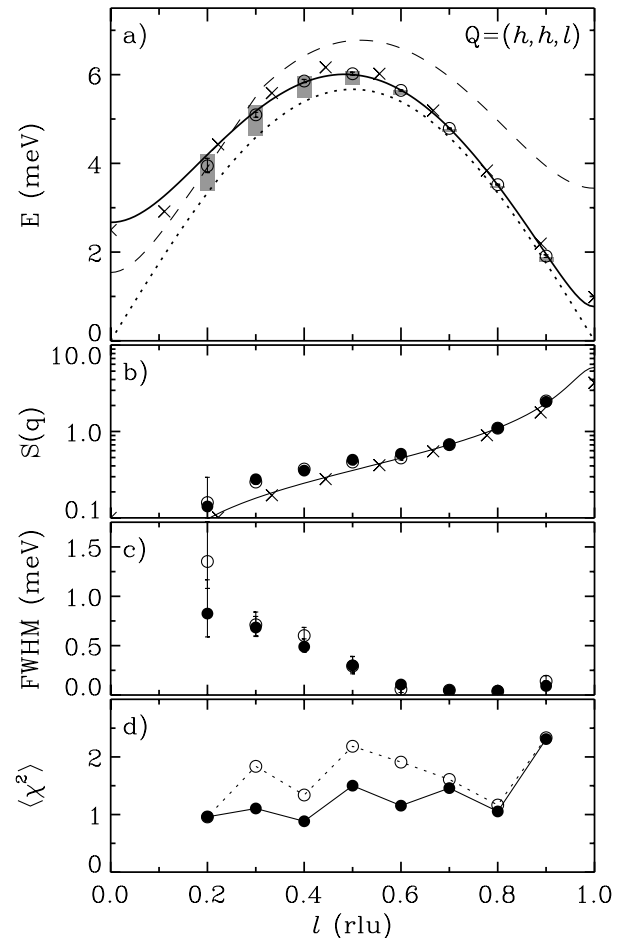 a)
Q=(h,h,l)
E (meV)
6
4
2
0
b)
S(q)
10.0
1.0
0.1
c)
FWHM (meV)
1.5
1.0
0.5
0.0
d)
⟨χ²⟩
2
1
0
0.0 0.2 0.4 0.6 0.8 1.0
l (rlu)